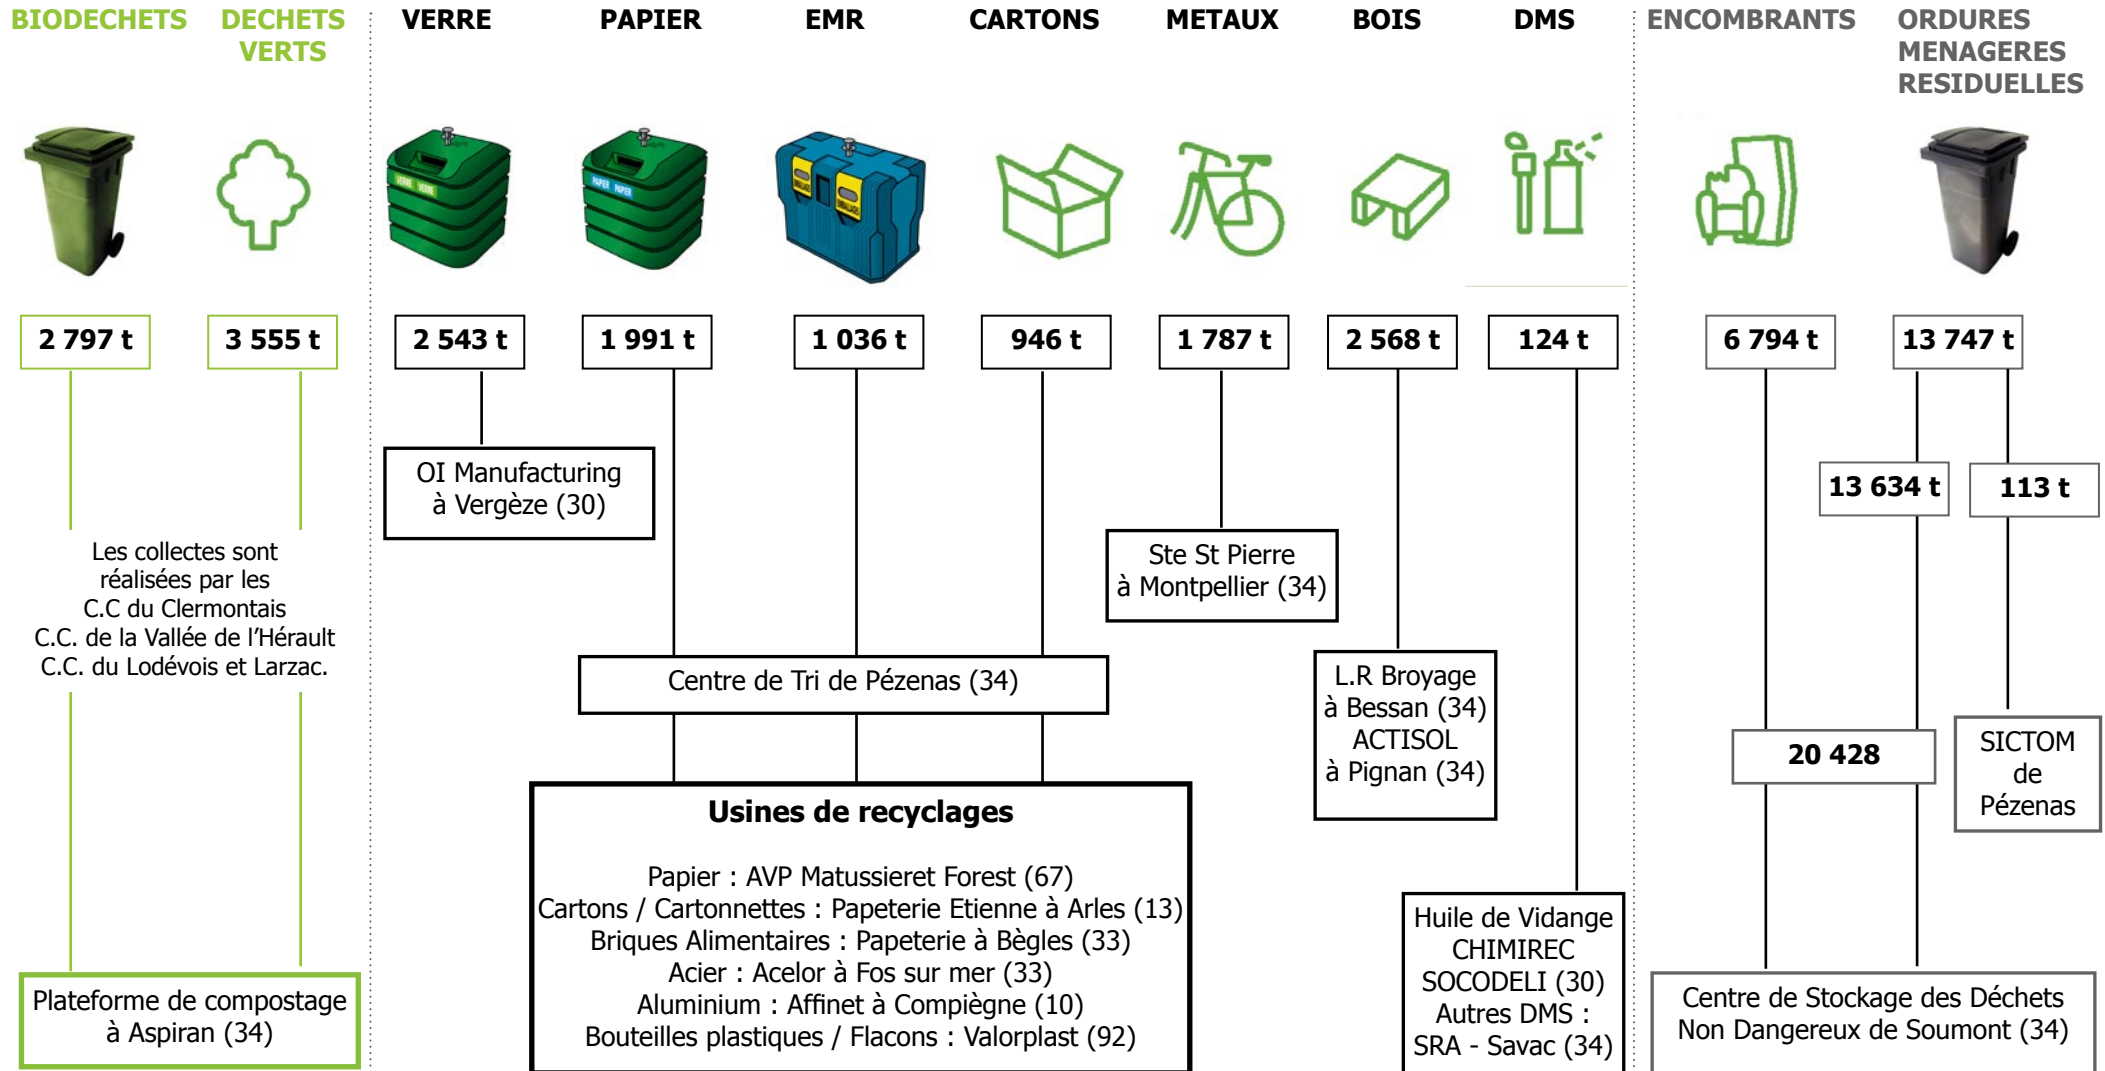 BIODECHETS
DECHETS
VERTS
VERRE
PAPIER
EMR
CARTONS
METAUX
BOIS
DMS
ENCOMBRANTS
ORDURES
MENAGERES
RESIDUELLES
VERRE VERRE
PAPIER PAPIER
2 797 t
3 555 t
2 543 t
1 991 t
1 036 t
946 t
1 787 t
2 568 t
124 t
6 794 t
13 747 t
OI Manufacturing
à Vergèze (30)
13 634 t
113 t
Les collectes sont
réalisées par les
C.C du Clermontais
C.C. de la Vallée de l'Hérault
C.C. du Lodévois et Larzac.
Ste St Pierre
à Montpellier (34)
Centre de Tri de Pézenas (34)
L.R Broyage
à Bessan (34)
ACTISOL
à Pignan (34)
20 428
SICTOM
de
Pézenas
Usines de recyclages
Papier : AVP Matussieret Forest (67)
Cartons / Cartonnettes : Papeterie Etienne à Arles (13)
Briques Alimentaires : Papeterie à Bègles (33)
Acier : Acelor à Fos sur mer (33)
Aluminium : Affinet à Compiègne (10)
Bouteilles plastiques / Flacons : Valorplast (92)
Huile de Vidange
CHIMIREC
SOCODELI (30)
Autres DMS :
SRA - Savac (34)
Plateforme de compostage
à Aspiran (34)
Centre de Stockage des Déchets
Non Dangereux de Soumont (34)